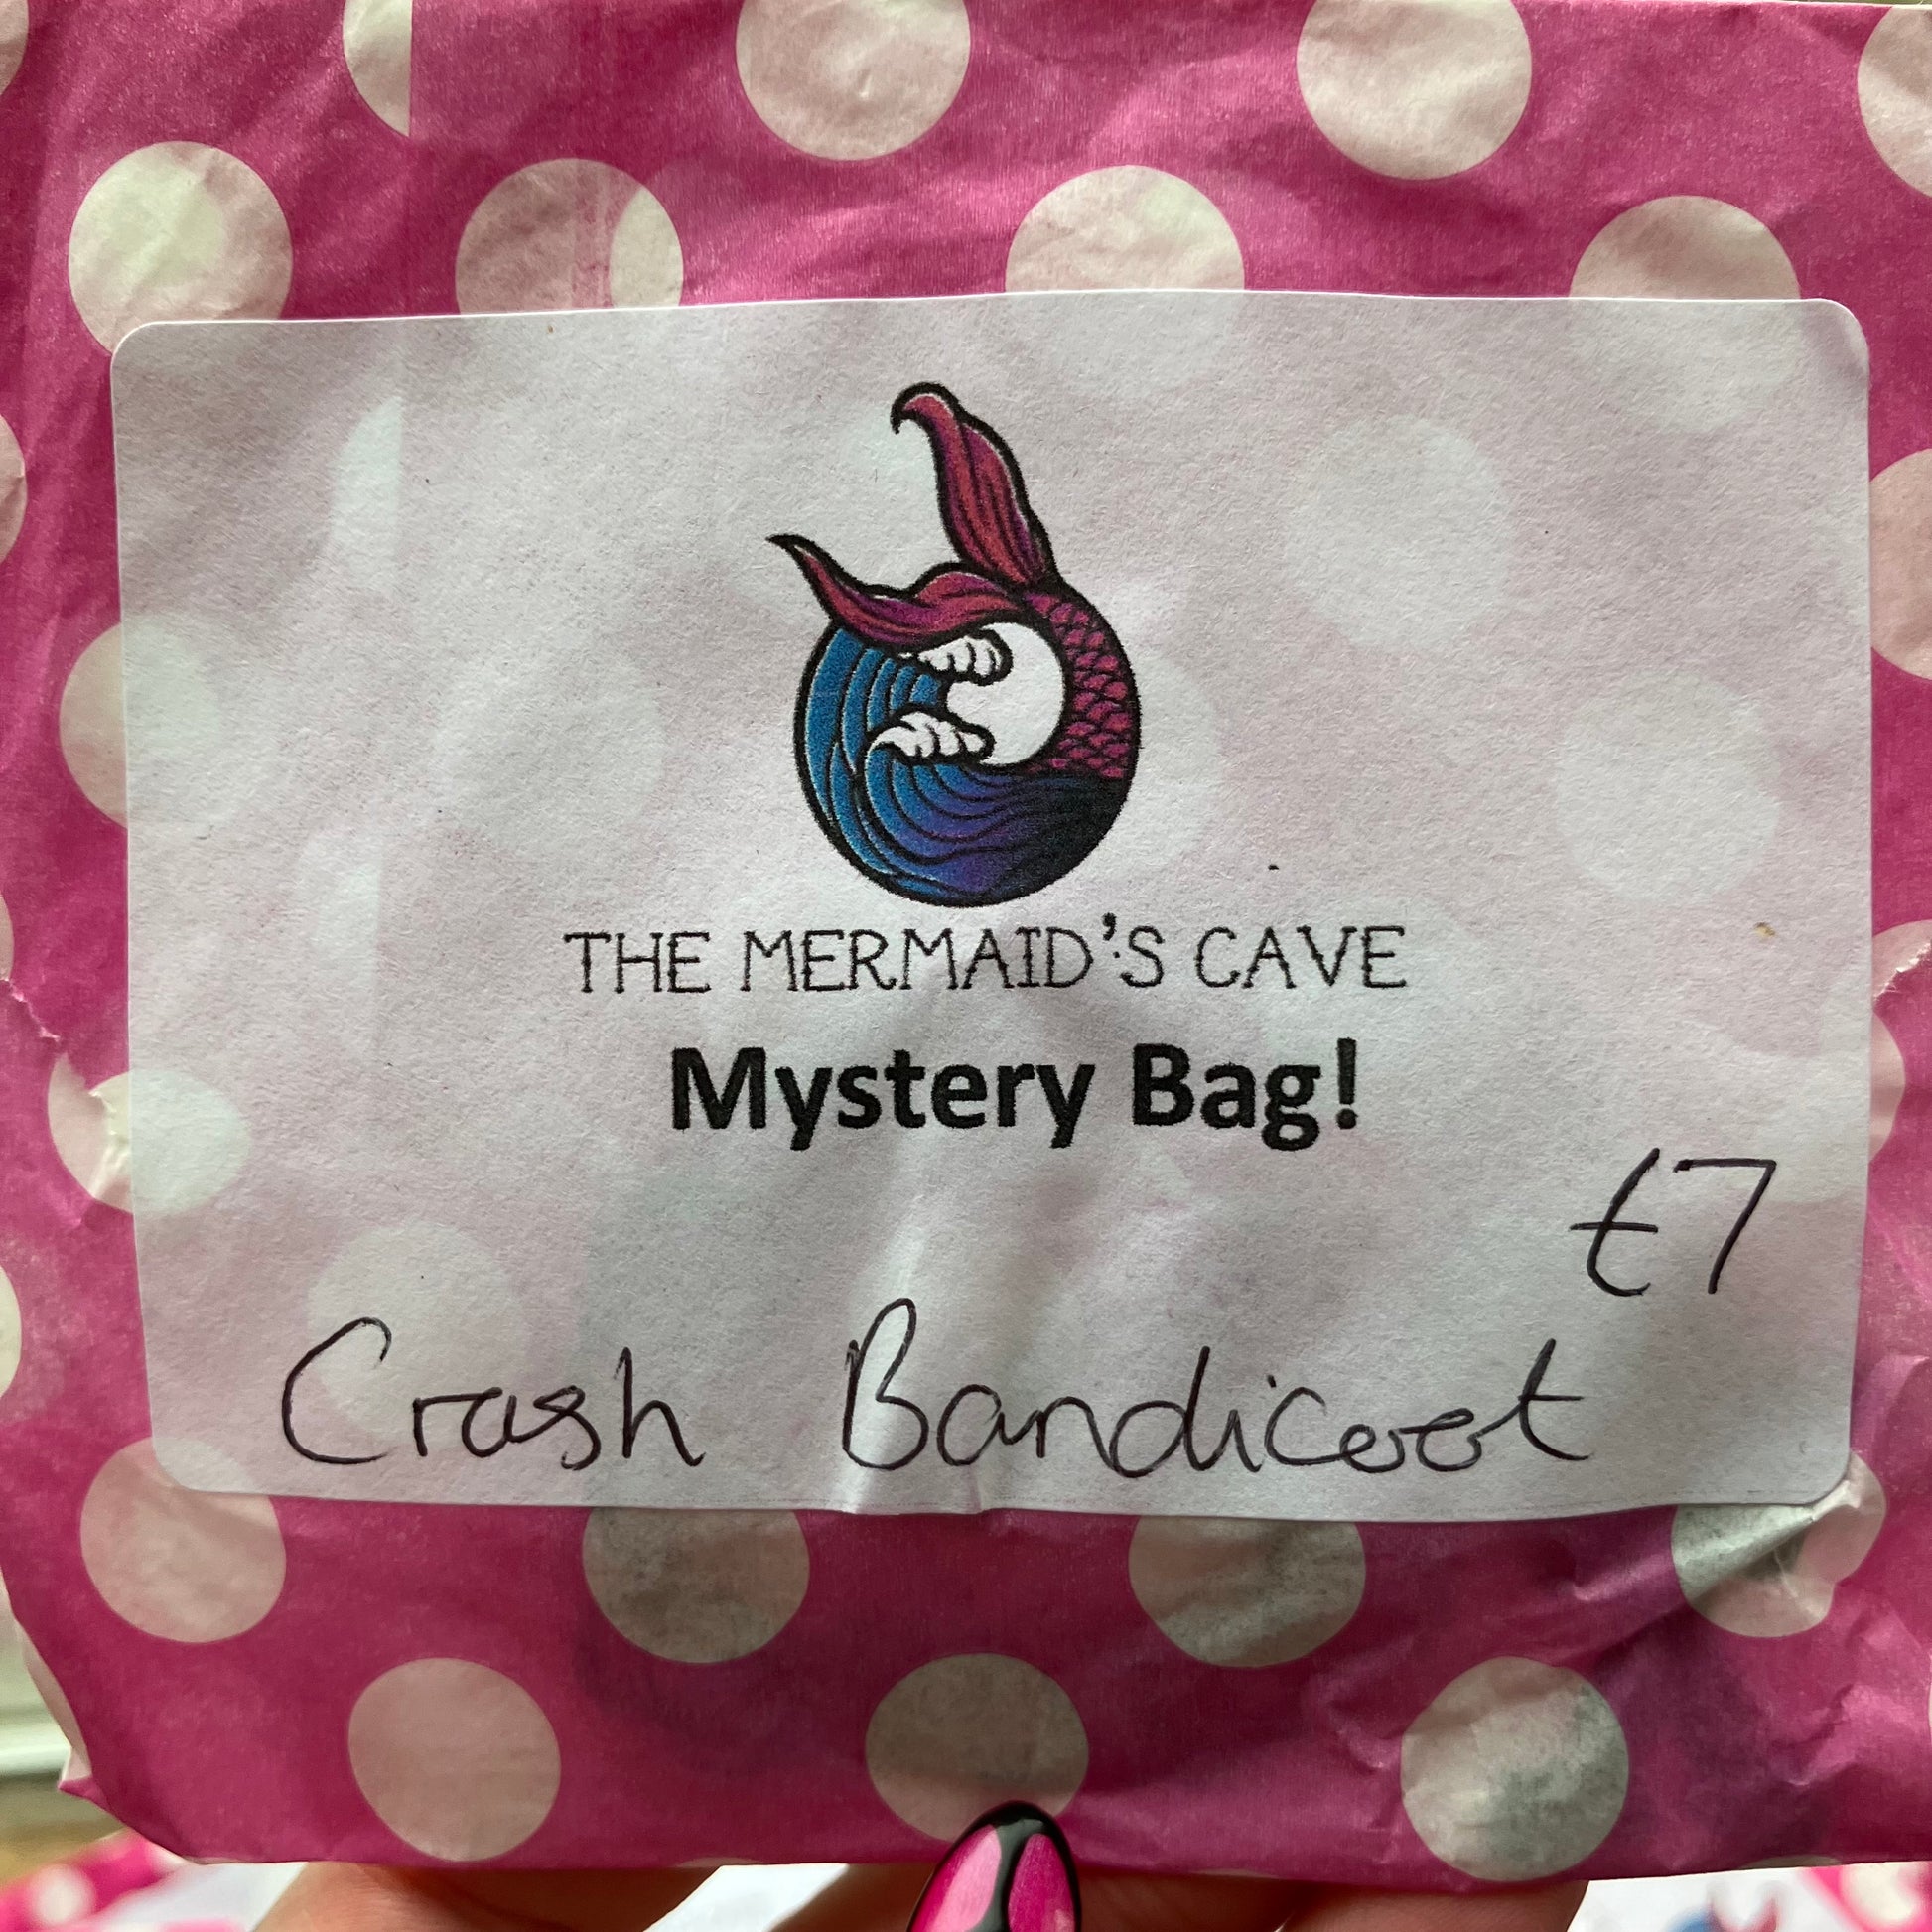 THE MERMAID'S CAVE
Mystery Bag!
£7
Crash Bandicoot